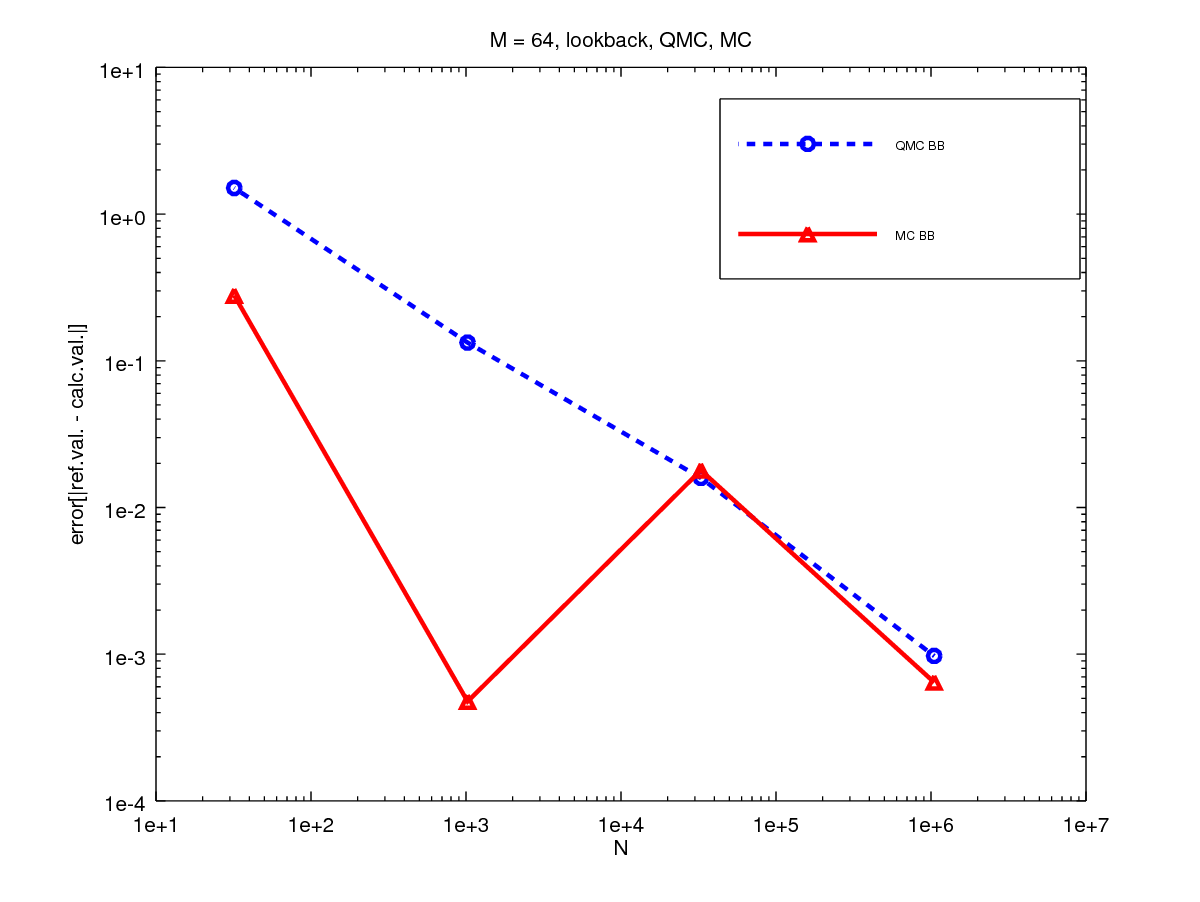 M = 64, lookback, QMC, MC
1e+1
1e+0
1e-1
1e-2
1e-3
1e-4
error[|ref.val. - calc.val.|]
QMC BB
MC BB
1e+1 1e+2 1e+3 1e+4 1e+5 1e+6 1e+7
N